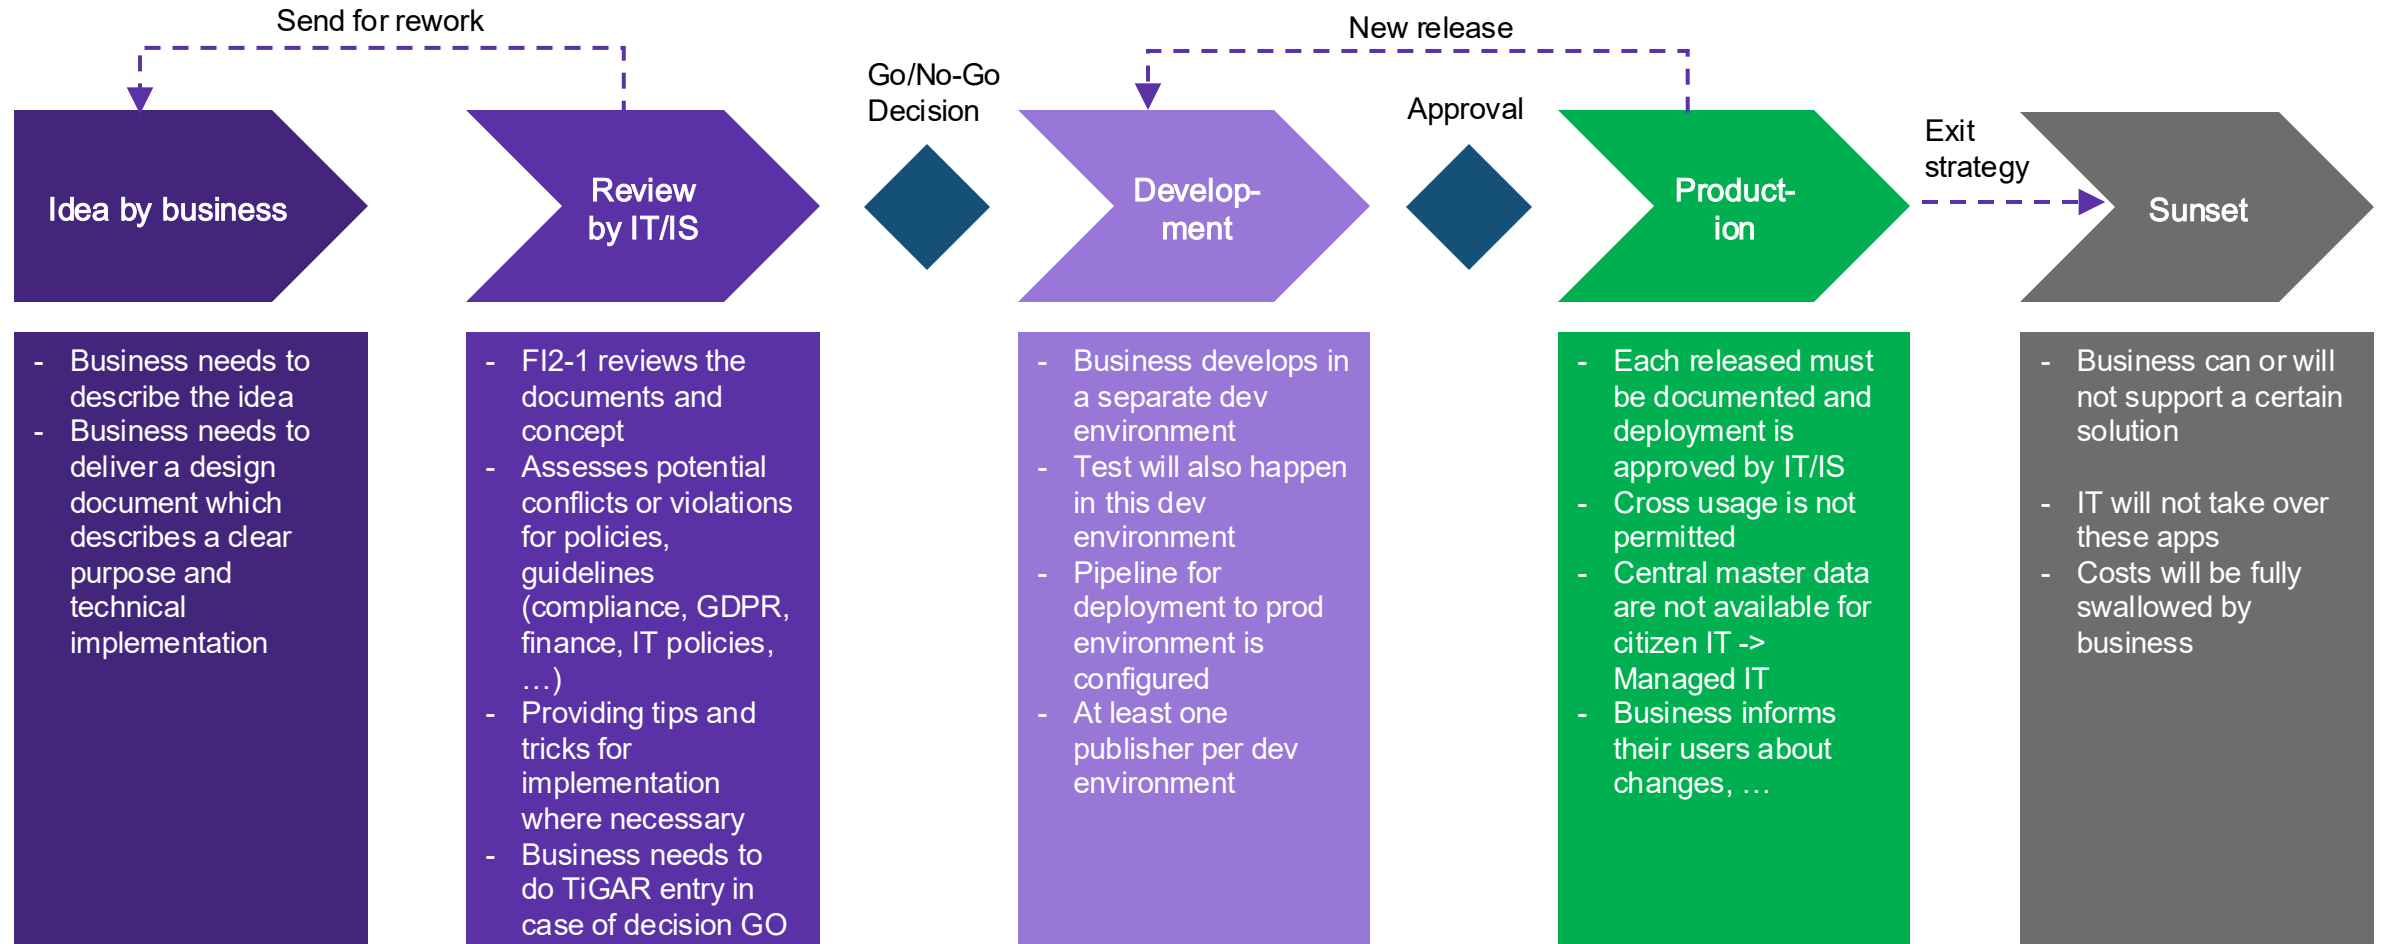 Send for rework
New release
Go/No-Go
Decision
Approval
Exit
strategy
Idea by business
Review
by IT/IS
Develop-
ment
Product-
ion
Sunset
- Business needs to
describe the idea
- Business needs to
deliver a design
document which
describes a clear
purpose and
technical
implementation
- FI2-1 reviews the
documents and
concept
- Assesses potential
conflicts or violations
for policies,
guidelines
(compliance, GDPR,
finance, IT policies,
…)
- Providing tips and
tricks for
implementation
where necessary
- Business needs to
do TiGAR entry in
case of decision GO
- Business develops in
a separate dev
environment
- Test will also happen
in this dev
environment
- Pipeline for
deployment to prod
environment is
configured
- At least one
publisher per dev
environment
- Each released must
be documented and
deployment is
approved by IT/IS
- Cross usage is not
permitted
- Central master data
are not available for
citizen IT ->
Managed IT
- Business informs
their users about
changes, …
- Business can or will
not support a certain
solution
- IT will not take over
these apps
- Costs will be fully
swallowed by
business